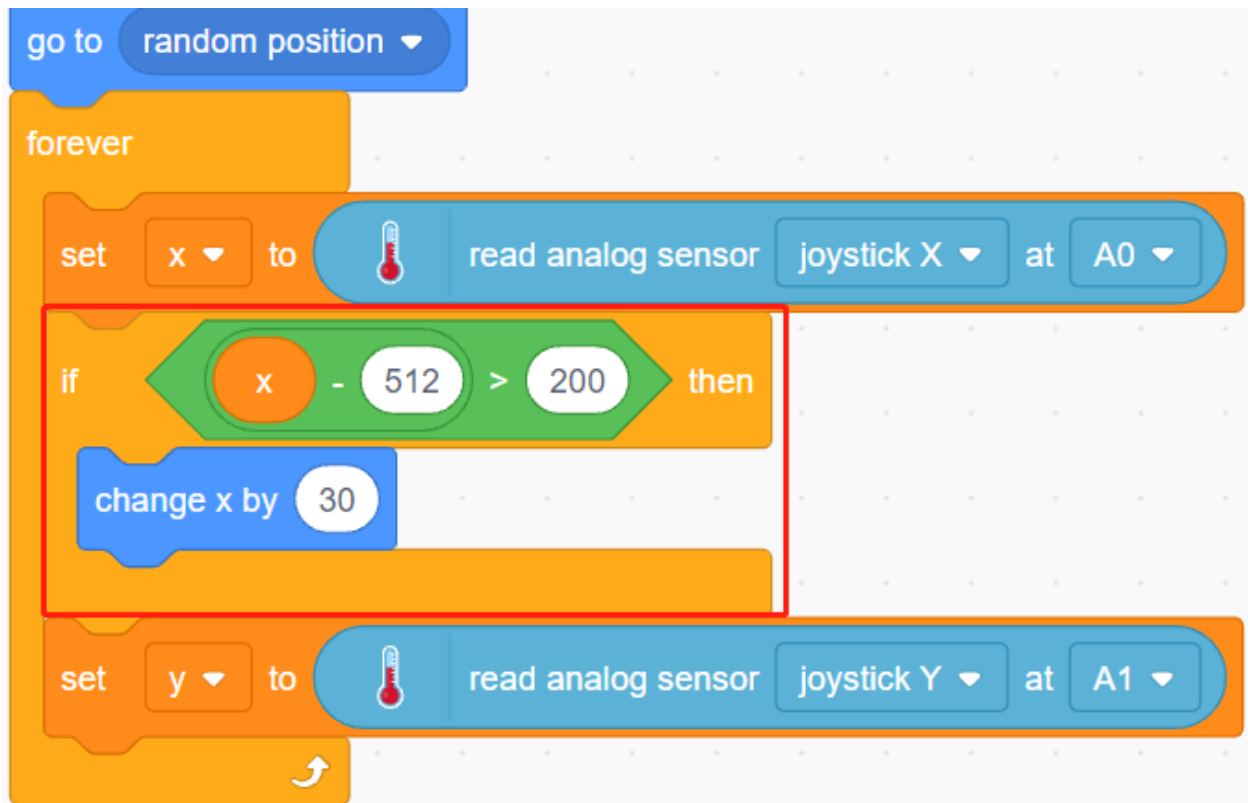 go to random position
forever
set x to read analog sensor joystick X at A0
if x - 512 > 200 then
change x by 30
set y to read analog sensor joystick Y at A1